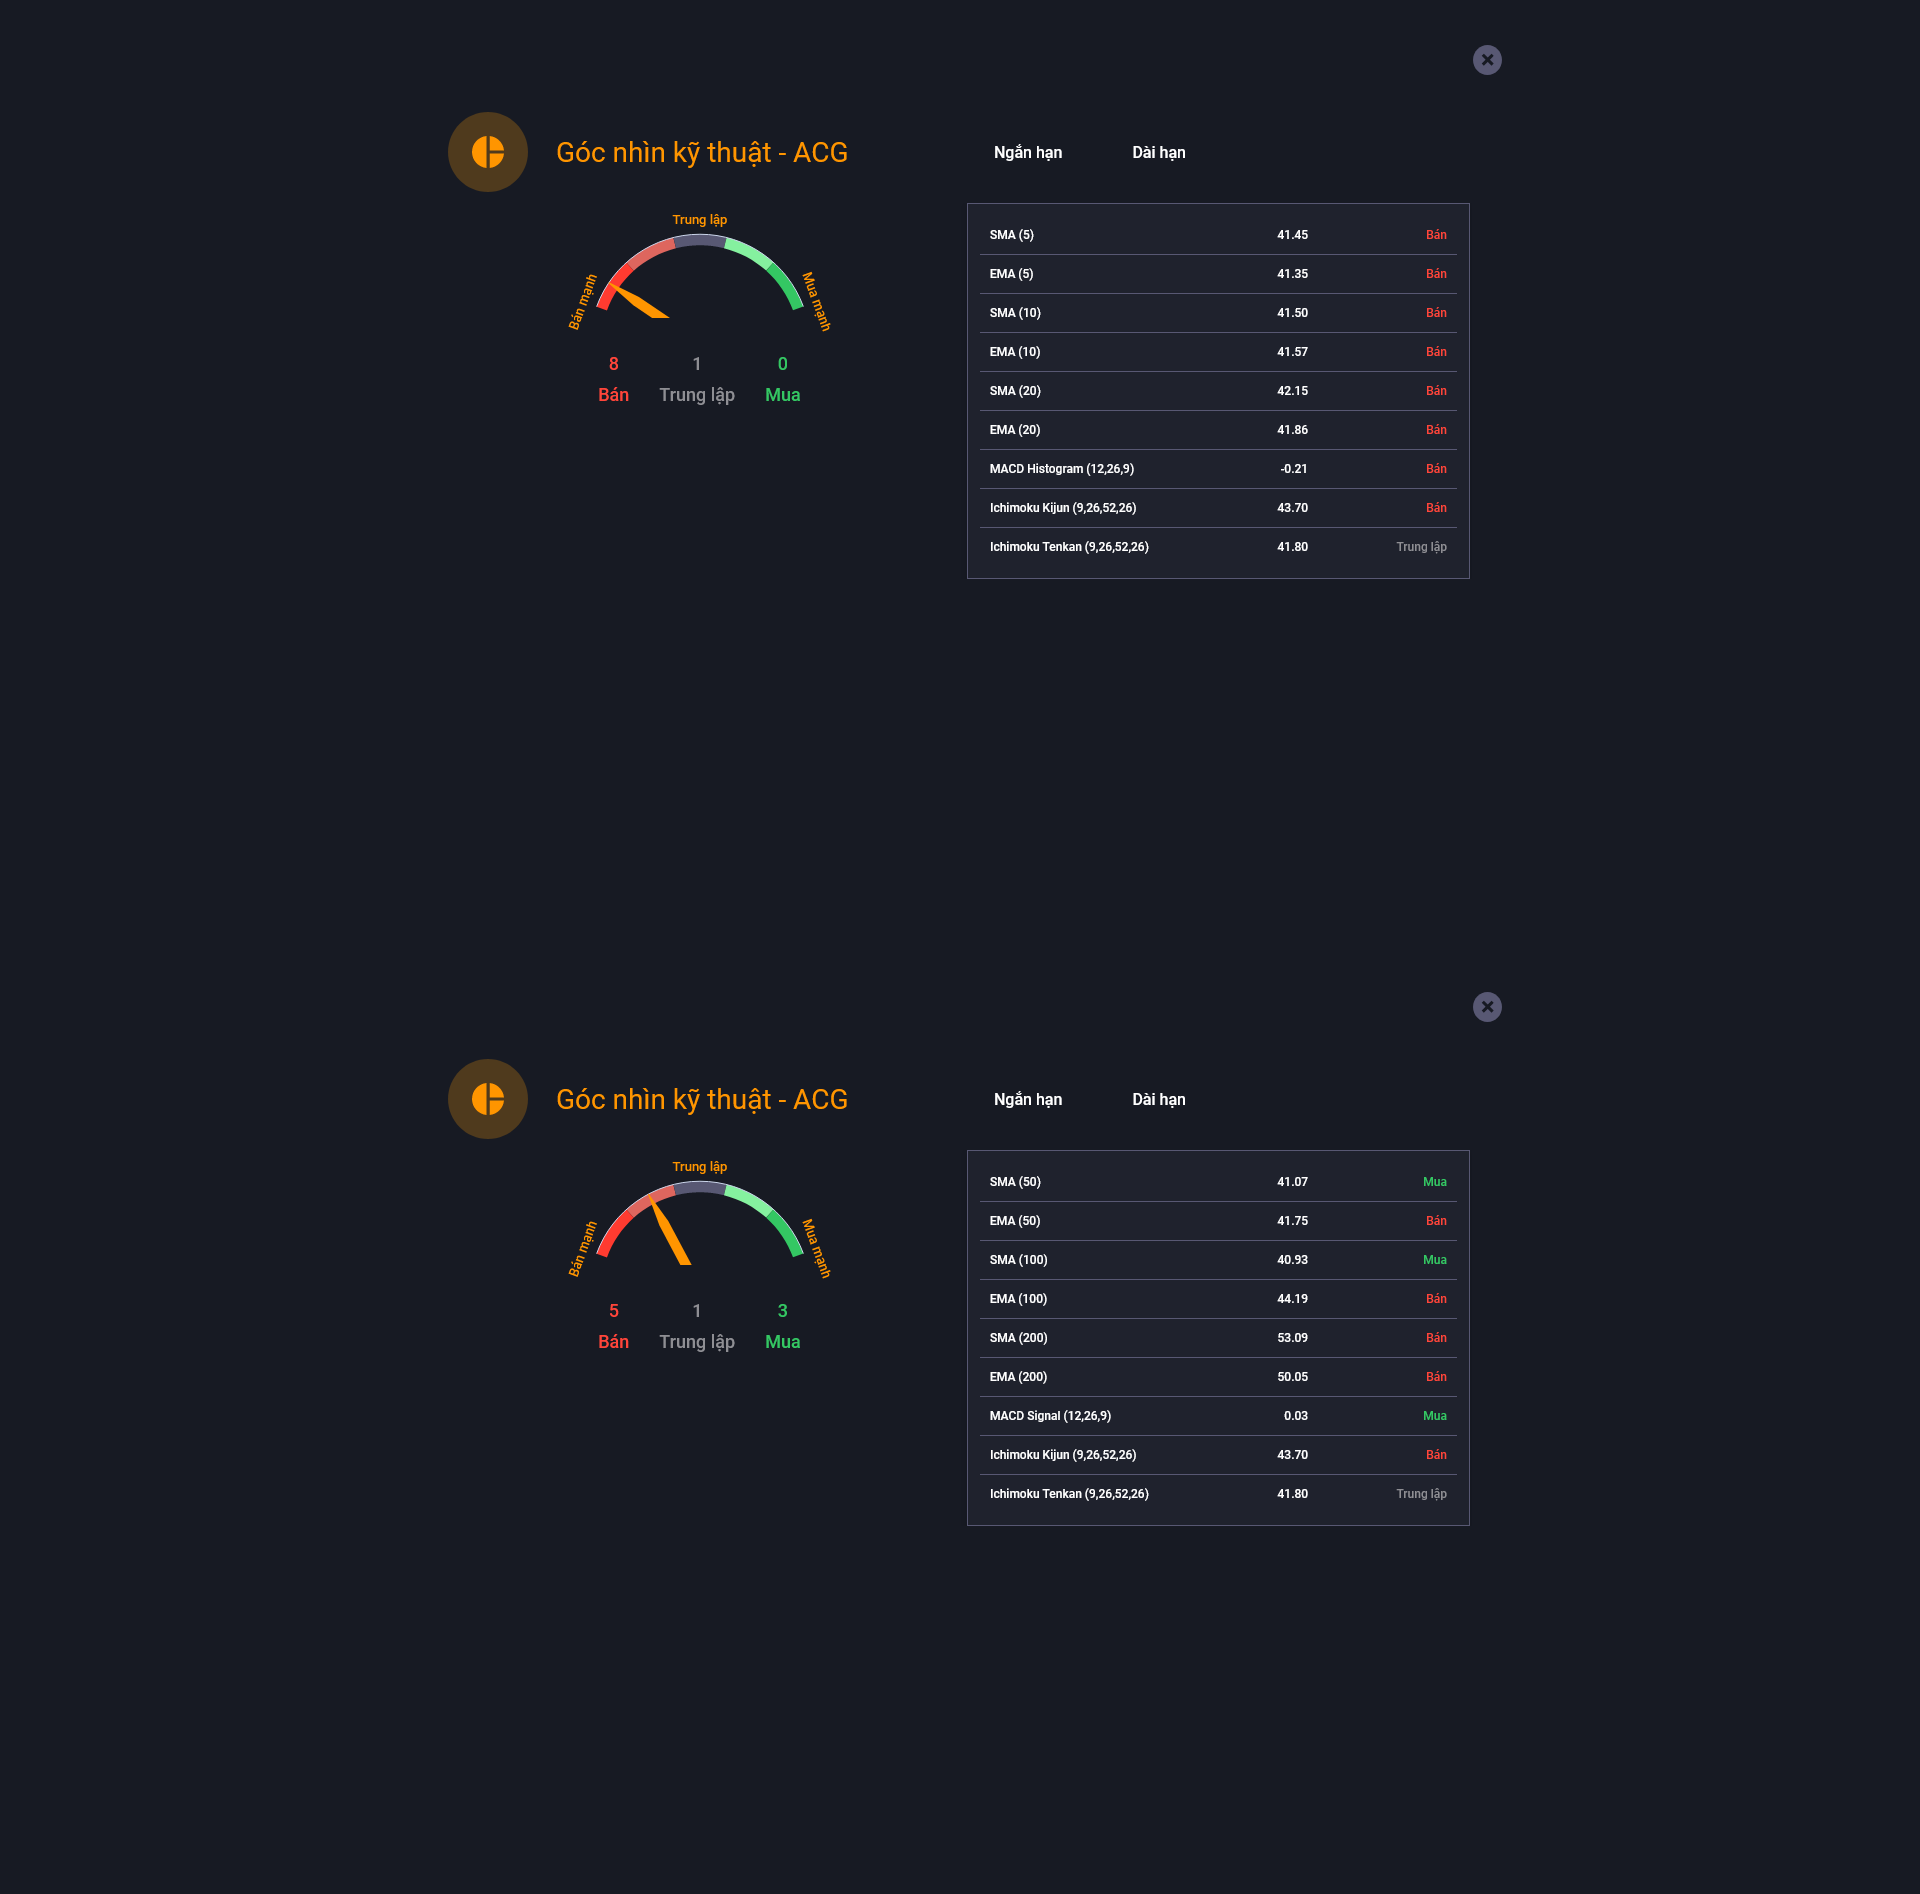 Góc nhìn kỹ thuật - ACG
Ngắn hạn Dài hạn
Trung lập
Bán mạnh
Mua mạnh
8 1 0
Bán Trung lập Mua
SMA (5) 41.45 Bán
EMA (5) 41.35 Bán
SMA (10) 41.50 Bán
EMA (10) 41.57 Bán
SMA (20) 42.15 Bán
EMA (20) 41.86 Bán
MACD Histogram (12,26,9) -0.21 Bán
Ichimoku Kijun (9,26,52,26) 43.70 Bán
Ichimoku Tenkan (9,26,52,26) 41.80 Trung lập
Góc nhìn kỹ thuật - ACG
Ngắn hạn Dài hạn
Trung lập
Bán mạnh
Mua mạnh
5 1 3
Bán Trung lập Mua
SMA (50) 41.07 Mua
EMA (50) 41.75 Bán
SMA (100) 40.93 Mua
EMA (100) 44.19 Bán
SMA (200) 53.09 Bán
EMA (200) 50.05 Bán
MACD Signal (12,26,9) 0.03 Mua
Ichimoku Kijun (9,26,52,26) 43.70 Bán
Ichimoku Tenkan (9,26,52,26) 41.80 Trung lập